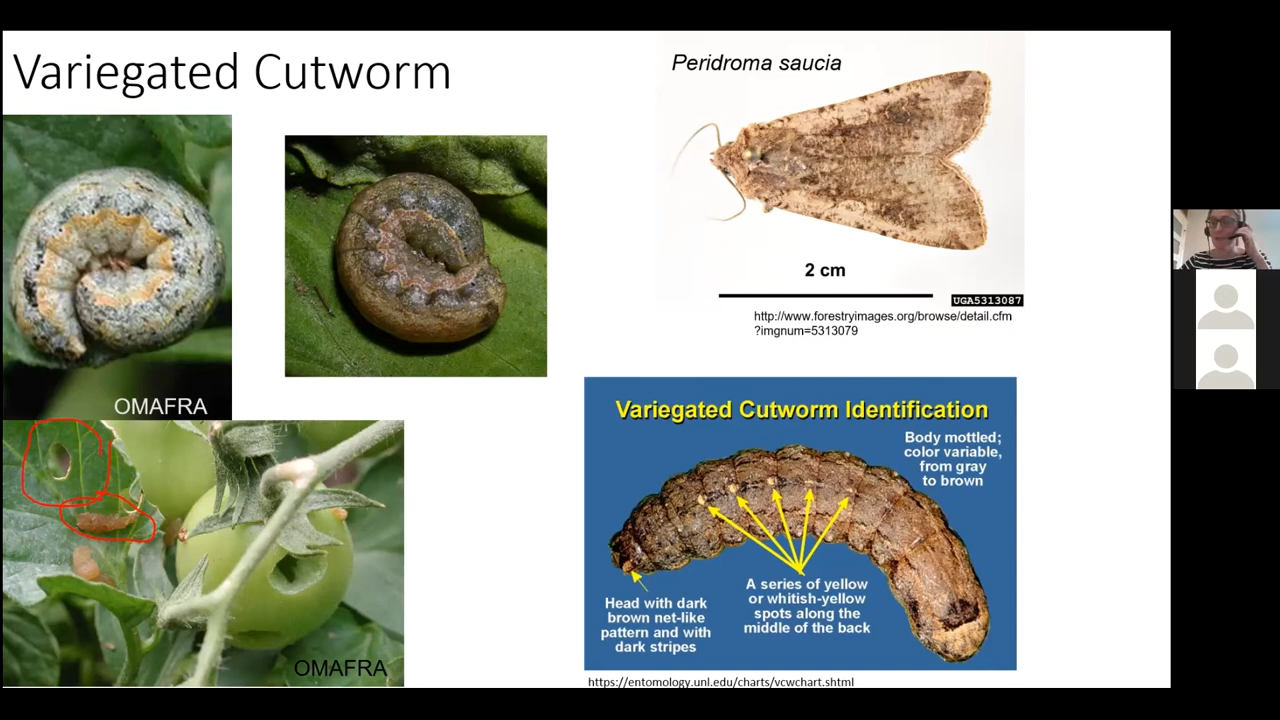 Variegated Cutworm
Peridroma saucia
2 cm
UGA5313087
http://www.forestryimages.org/browse/detail.cfm
?imgnum=5313079
OMAFRA
OMAFRA
Variegated Cutworm Identification
Body mottled;
color variable,
from gray
to brown
A series of yellow
or whitish-yellow
spots along the
middle of the back
Head with dark
brown net-like
pattern and with
dark stripes
https://entomology.unl.edu/charts/vcwchart.shtml